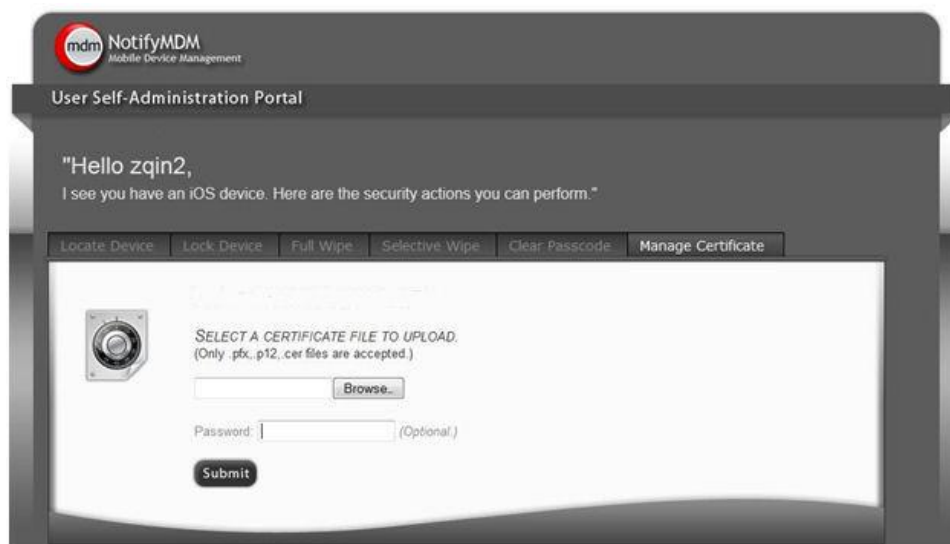 mdm NotifyMDM
Mobile Device Management
User Self-Administration Portal
"Hello zqin2,
I see you have an iOS device. Here are the security actions you can perform."
Locate Device Lock Device Full Wipe Selective Wipe Clear Passcode Manage Certificate
SELECT A CERTIFICATE FILE TO UPLOAD.
(Only .pfx,.p12,.cer files are accepted.)
Browse..
Password: (Optional.)
Submit